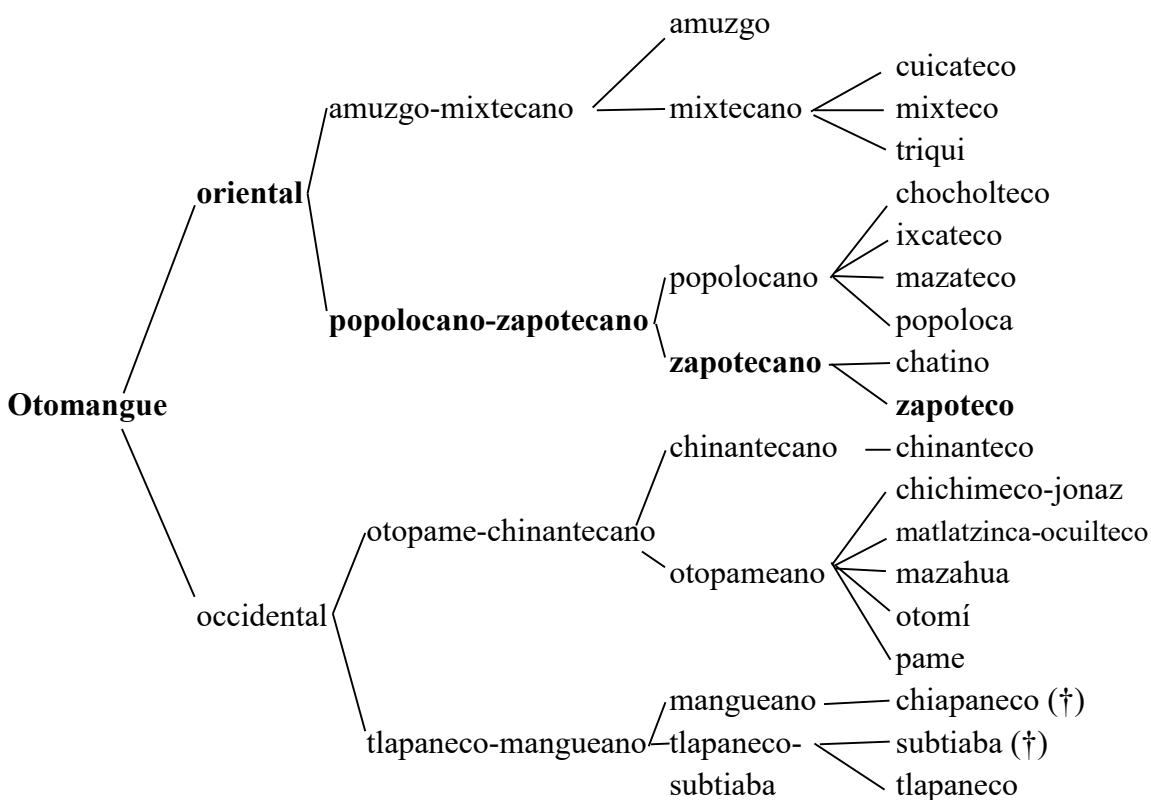 amuzgo
cuicateco
amuzgo-mixtecano mixtecano mixteco
triqui
oriental chocholteco
ixcateco
popolocano mazateco
popolocano-zapotecano popoloca
zapotecano chatino
Otomangue zapoteco
chinantecano chinanteco
chichimeco-jonaz
otopame-chinantecano matlatzinca-ocuilteco
otopameano mazahua
occidental otomí
pame
mangueano chiapaneco (†)
tlapaneco-mangueano tlapaneco- subtiaba (†)
subtiaba tlapaneco